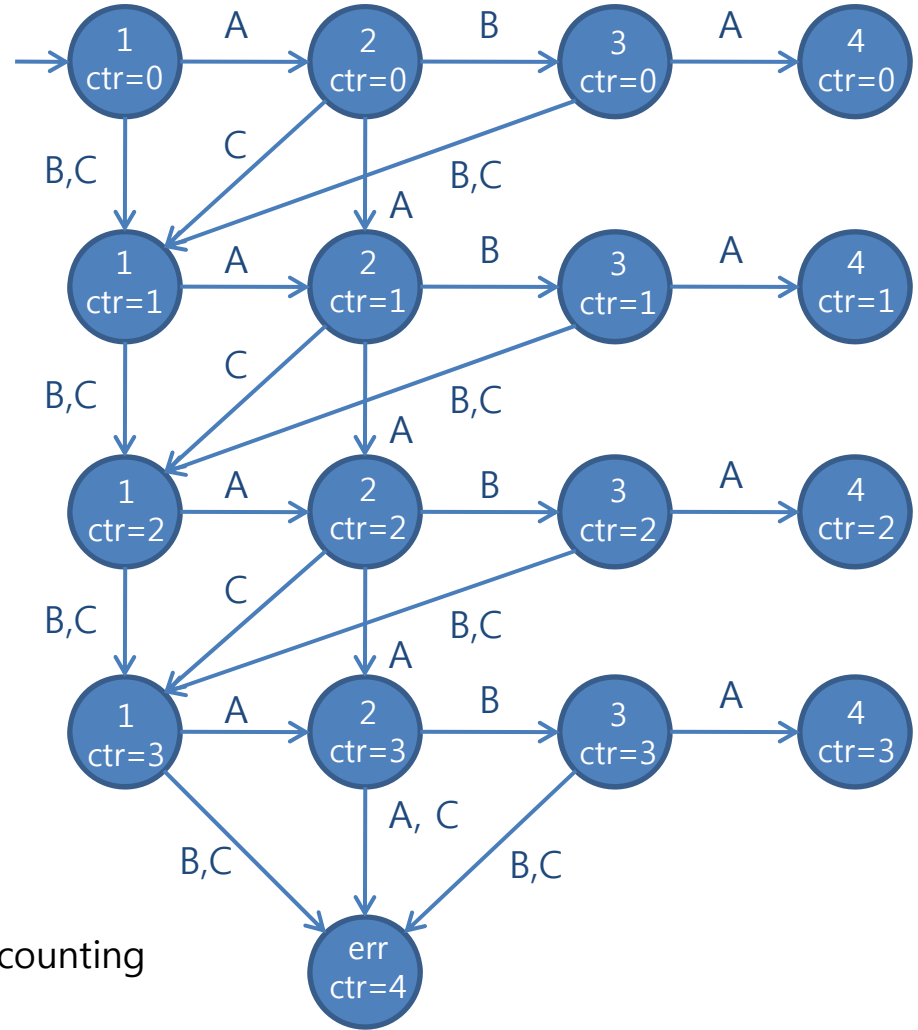 A B A
1 2 3 4
ctr=0 ctr=0 ctr=0 ctr=0
C
B,C B,C
A
A B A
1 2 3 4
ctr=1 ctr=1 ctr=1 ctr=1
C
B,C B,C
A
A B A
1 2 3 4
ctr=2 ctr=2 ctr=2 ctr=2
C
B,C B,C
A
A B A
1 2 3 4
ctr=3 ctr=3 ctr=3 ctr=3
A, C
B,C B,C
err
counting
ctr=4